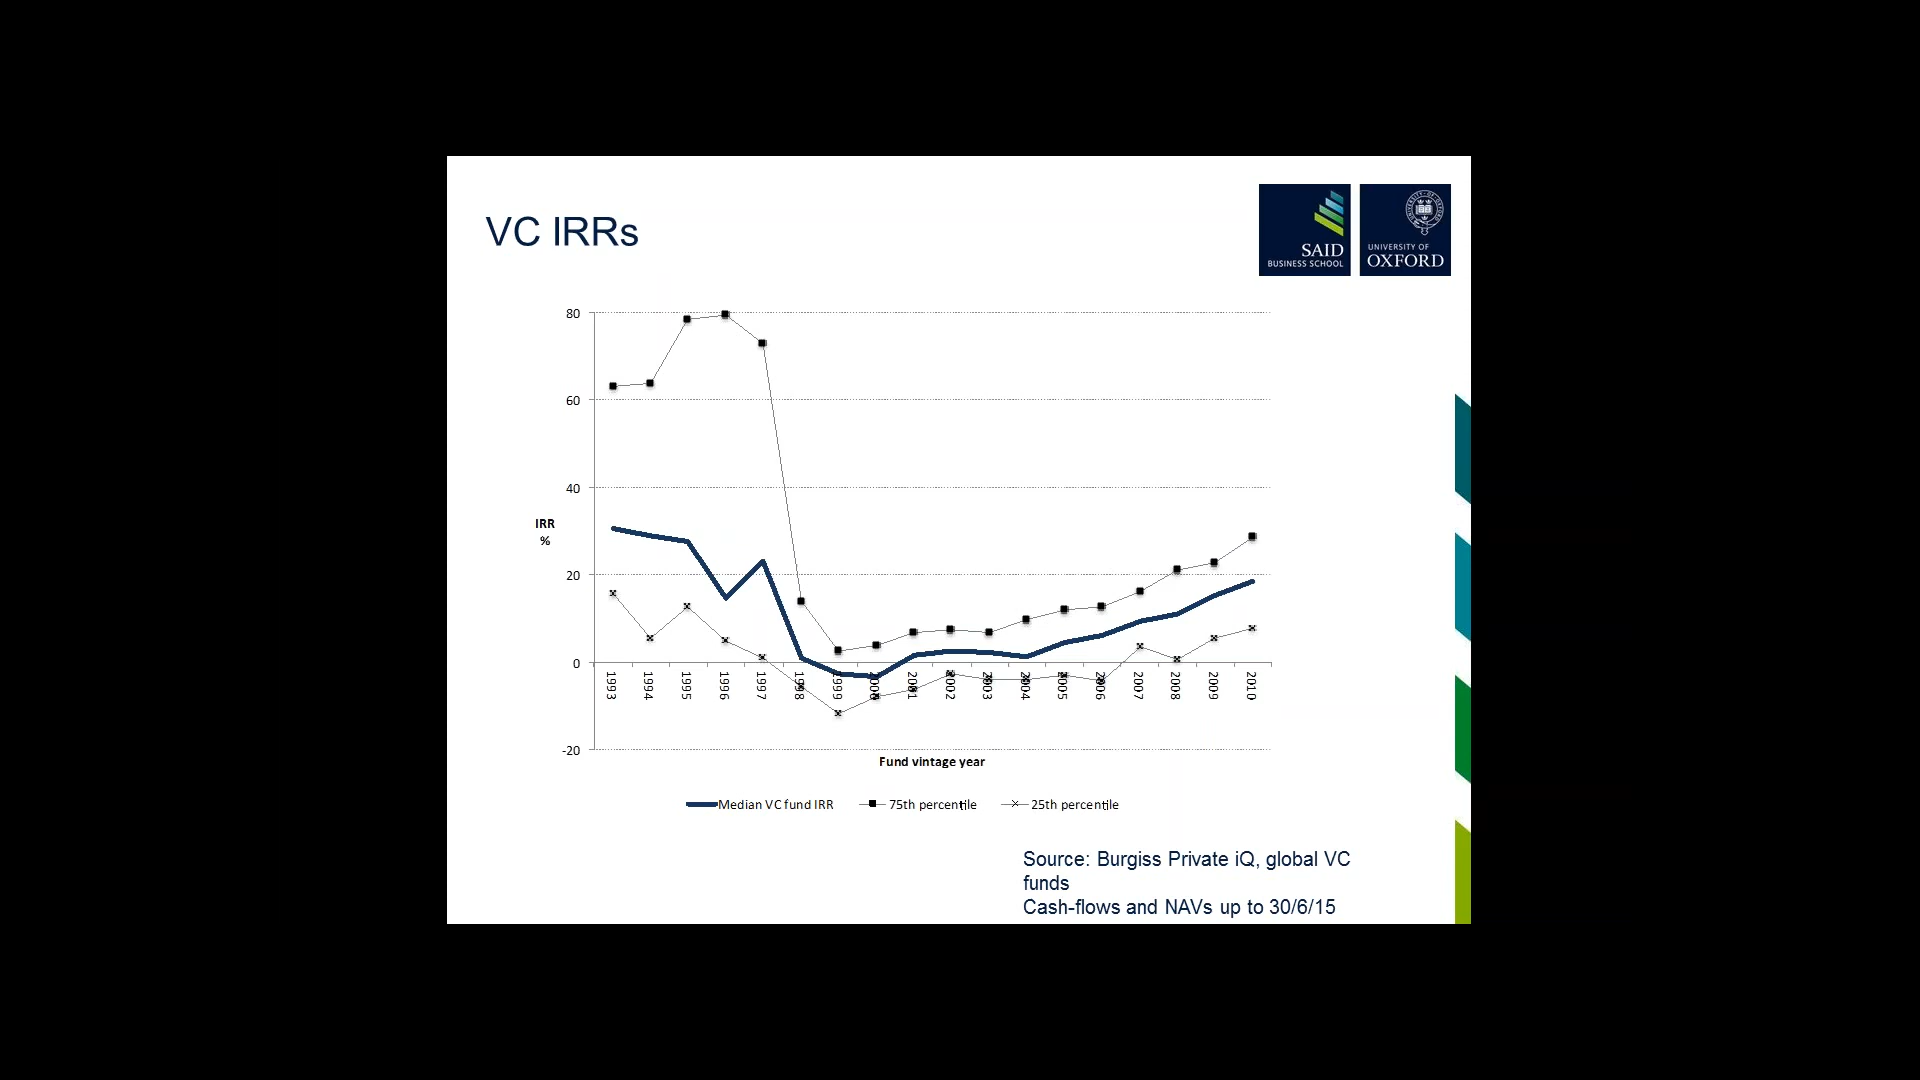 VC IRRs
SAID
BUSINESS SCHOOL
UNIVERSITY OF
OXFORD
80
60
40
IRR
%
20
0
-20
1993
1994
1995
1996
1997
1998
1999
2000
2001
2002
2003
2004
2005
2006
2007
2008
2009
2010
Fund vintage year
Median VC fund IRR
75th percentile
25th percentile
Source: Burgiss Private iQ, global VC
funds
Cash-flows and NAVs up to 30/6/15